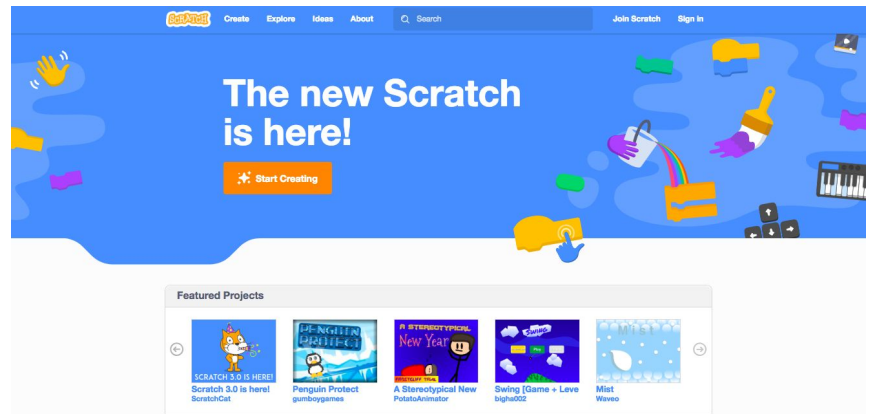 SCRATCH Create Explore Ideas About Search Join Scratch Sign in
The new Scratch
is here!
Start Creating
Featured Projects
PENGUIN
PROTECT
A STEREOTYPICAL
New Year
SWING
MIST
SCRATCH 3.0 IS HERE!
Scratch 3.0 is here! Penguin Protect A Stereotypical New Swing [Game + Leve Mist
ScratchCat gumboygames PotatoAnimator bigha002 Waveo